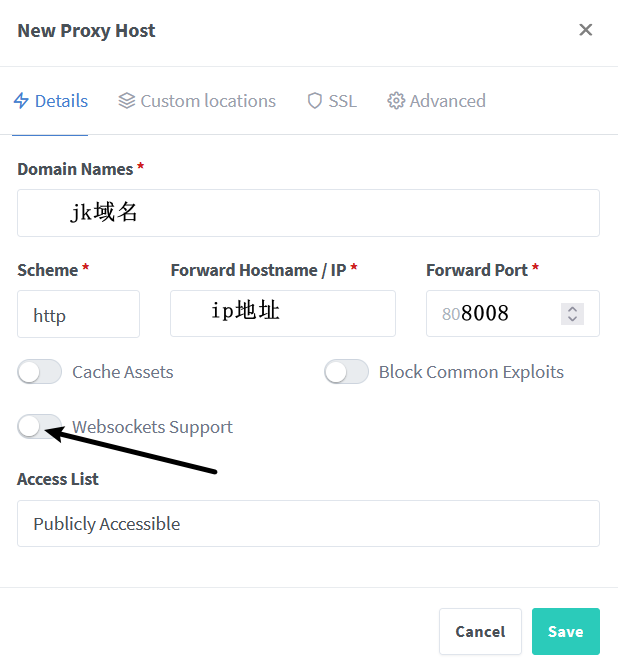 New Proxy Host
Details Custom locations SSL Advanced
Domain Names *
jk域名
Scheme * Forward Hostname / IP * Forward Port *
http ip地址 808008
Cache Assets Block Common Exploits
Websockets Support
Access List
Publicly Accessible
Cancel Save